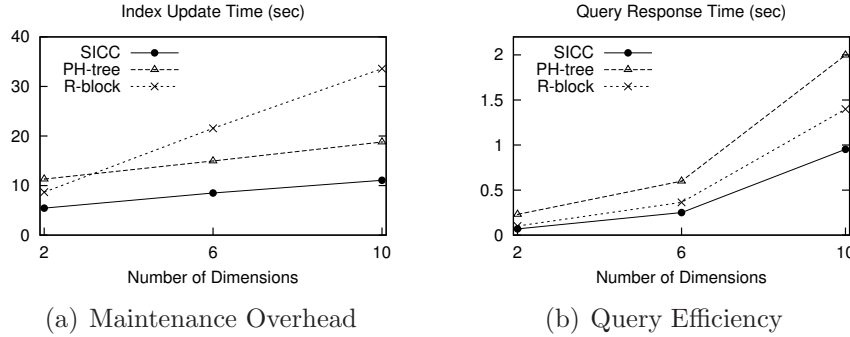 Index Update Time (sec)
40
30
20
10
0
SICC
PH-tree
R-block
2
6
10
Number of Dimensions
(a) Maintenance Overhead
Query Response Time (sec)
2
1.5
1
0.5
0
SICC
PH-tree
R-block
2
6
10
Number of Dimensions
(b) Query Efficiency